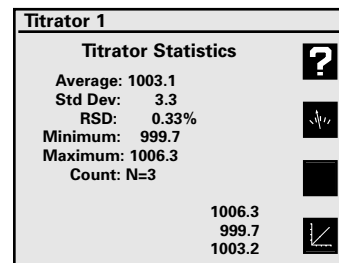 Titrator 1
Titrator Statistics
?
Average: 1003.1
Std Dev: 3.3
RSD: 0.33%
Minimum: 999.7
Maximum: 1006.3
Count: N=3
1006.3
999.7
1003.2